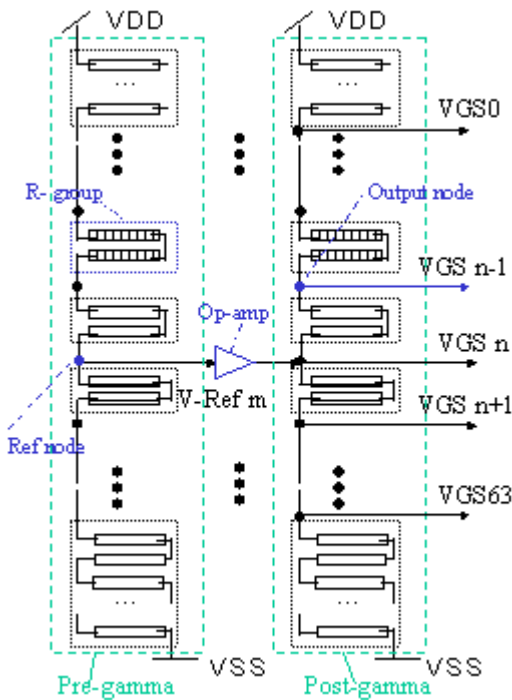 VDD
VDD
...
...
VGS0
R- group
Output node
VGS n-1
Op-amp
VGS n
V-Ref m
VGS n+1
Ref node
VGS63
...
...
VSS
VSS
Pre-gamma
Post-gamma